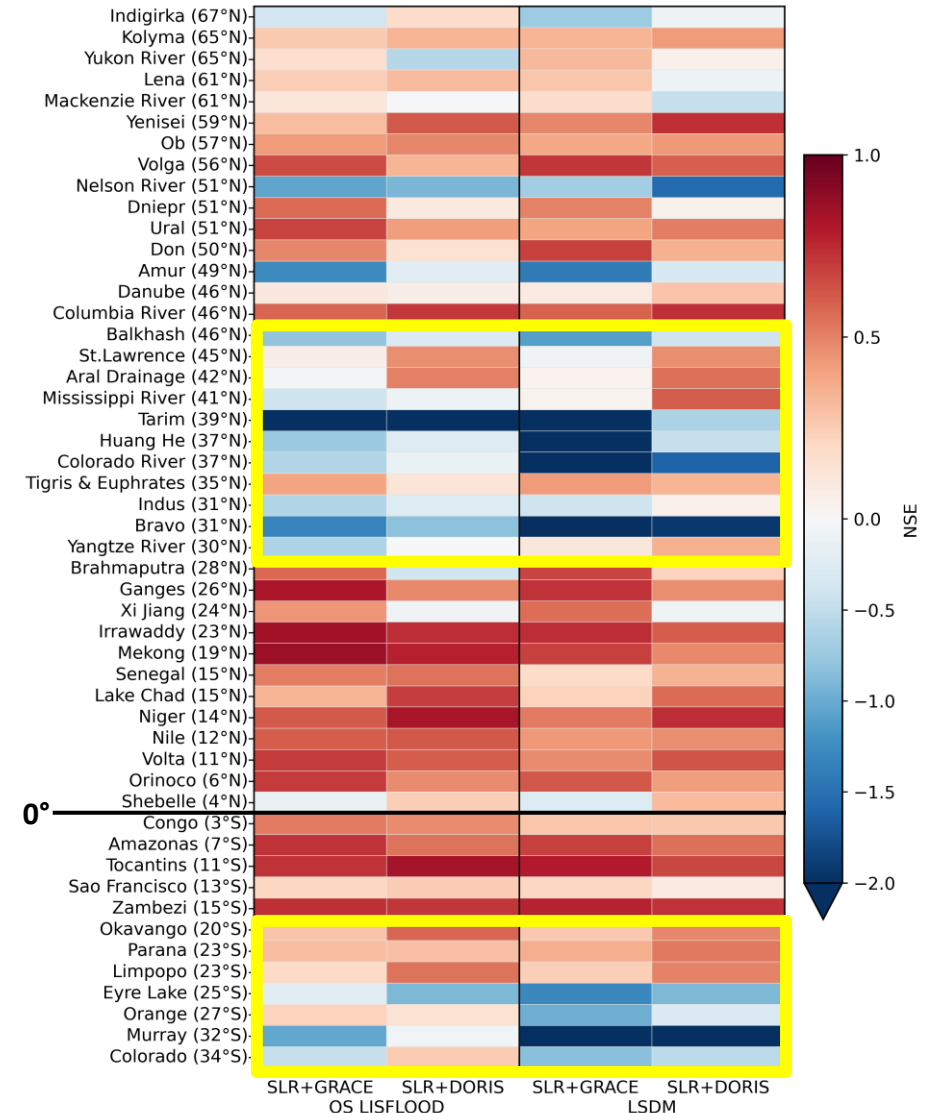 Indigirka (67°N)
Kolyma (65°N)
Yukon River (65°N)
Lena (61°N)
Mackenzie River (61°N)
Yenisei (59°N)
Ob (57°N)
Volga (56°N)
Nelson River (51°N)
Dniepr (51°N)
Ural (51°N)
Don (50°N)
Amur (49°N)
Danube (46°N)
Columbia River (46°N)
Balkhash (46°N)
St.Lawrence (45°N)
Aral Drainage (42°N)
Mississippi River (41°N)
Tarim (39°N)
Huang He (37°N)
Colorado River (37°N)
Tigris & Euphrates (35°N)
Indus (31°N)
Bravo (31°N)
Yangtze River (30°N)
Brahmaputra (28°N)
Ganges (26°N)
Xi Jiang (24°N)
Irrawaddy (23°N)
Mekong (19°N)
Senegal (15°N)
Lake Chad (15°N)
Niger (14°N)
Nile (12°N)
Volta (11°N)
Orinoco (6°N)
Shebelle (4°N)
0°
Congo (3°S)
Amazonas (7°S)
Tocantins (11°S)
Sao Francisco (13°S)
Zambezi (15°S)
Okavango (20°S)
Parana (23°S)
Limpopo (23°S)
Eyre Lake (25°S)
Orange (27°S)
Murray (32°S)
Colorado (34°S)
SLR+GRACE SLR+DORIS SLR+GRACE SLR+DORIS
OS LISFLOOD LSDM
1.0
0.5
0.0
−0.5
−1.0
−1.5
−2.0
NSE